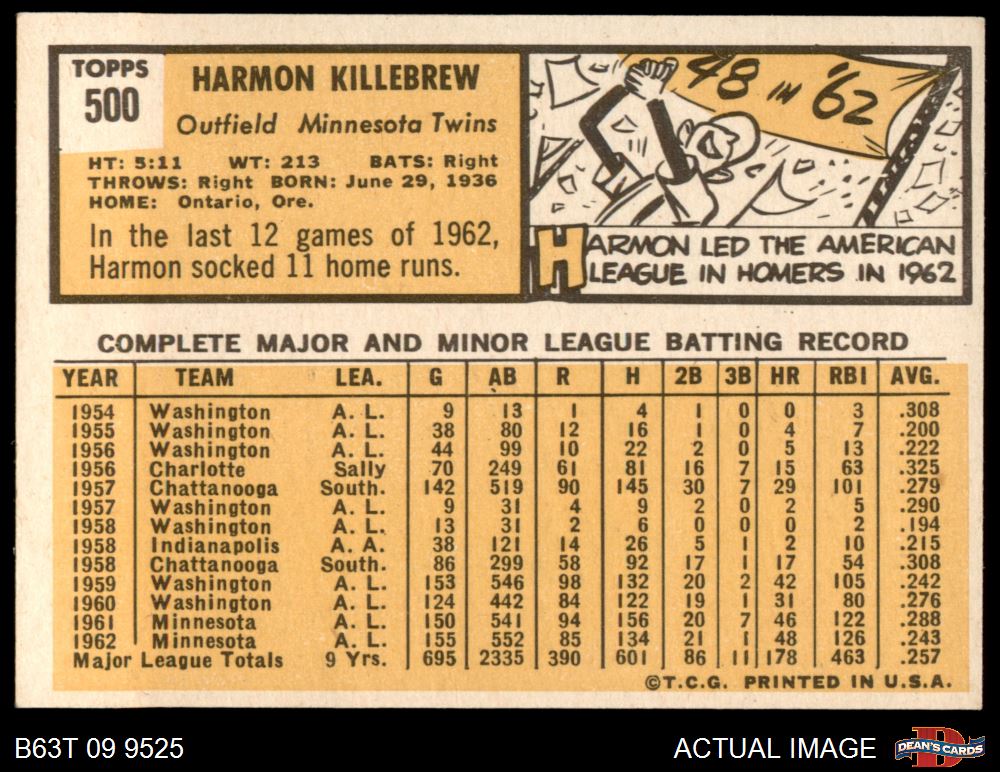 TOPPS
500
HARMON KILLEBREW
Outfield Minnesota Twins
HT: 5:11 WT: 213 BATS: Right
THROWS: Right BORN: June 29, 1936
HOME: Ontario, Ore.
In the last 12 games of 1962,
Harmon socked 11 home runs.
48 IN '62
HARMON LED THE AMERICAN
LEAGUE IN HOMERS IN 1962
COMPLETE MAJOR AND MINOR LEAGUE BATTING RECORD
YEAR TEAM LEA. G AB R H 2B 3B HR RBI AVG.
1954 Washington A. L. 9 13 1 4 1 0 0 3 .308
1955 Washington A. L. 38 80 12 16 1 0 4 7 .200
1956 Washington A. L. 44 99 10 22 2 0 5 13 .222
1956 Charlotte Sally 70 249 61 81 16 7 15 63 .325
1957 Chattanooga South. 142 519 90 145 30 7 29 101 .279
1957 Washington A. L. 9 31 4 9 2 0 2 5 .290
1958 Washington A. L. 13 31 2 6 0 0 0 2 .194
1958 Indianapolis A. A. 38 121 14 26 5 1 2 10 .215
1958 Chattanooga South. 86 299 58 92 17 1 17 54 .308
1959 Washington A. L. 153 546 98 132 20 2 42 105 .242
1960 Washington A. L. 124 442 84 122 19 1 31 80 .276
1961 Minnesota A. L. 150 541 94 156 20 7 46 122 .288
1962 Minnesota A. L. 155 552 85 134 21 1 48 126 .243
Major League Totals 9 Yrs. 695 2335 390 601 86 11 178 463 .257
©T.C.G. PRINTED IN U.S.A.
B63T 09 9525
ACTUAL IMAGE
DEAN'S CARDS